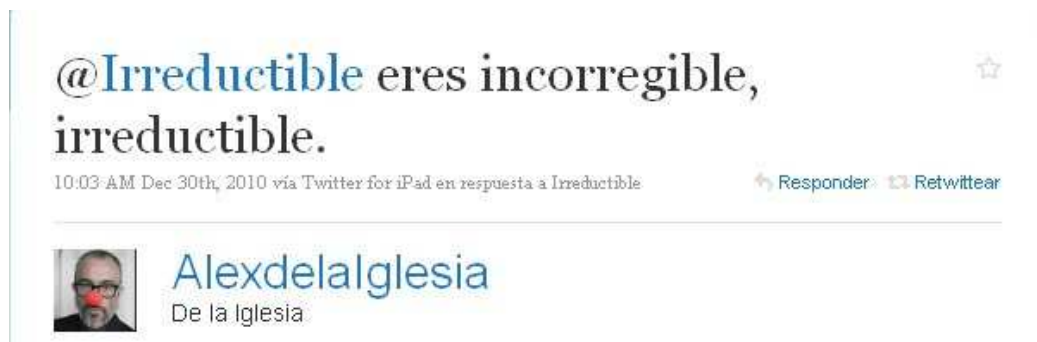 @Irreductible eres incorregible,
irreductible.
10:03 AM Dec 30th, 2010 vía Twitter for iPad en respuesta a Irreductible
Responder Retwittear
AlexdelaIglesia
De la Iglesia